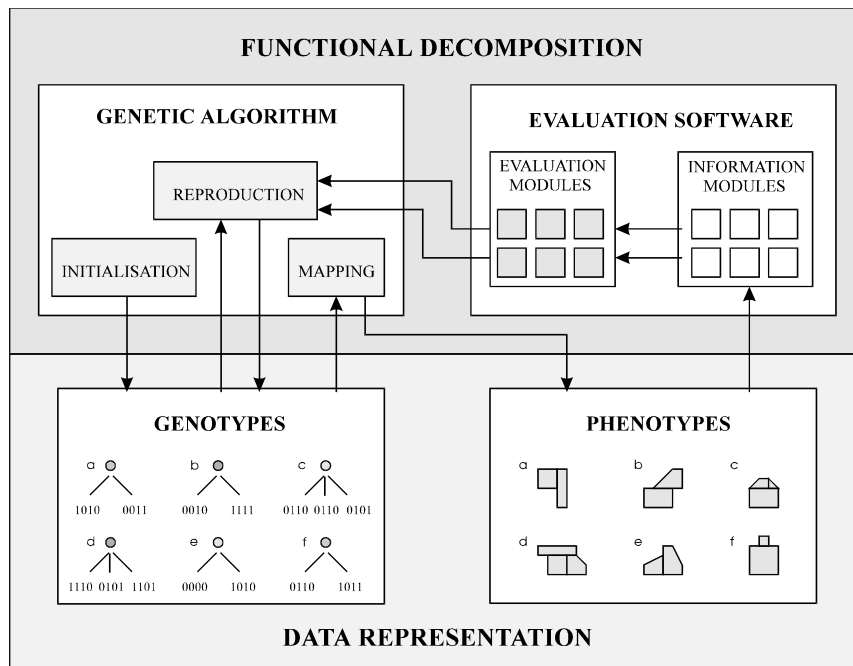 FUNCTIONAL DECOMPOSITION
GENETIC ALGORITHM
REPRODUCTION
INITIALISATION
MAPPING
EVALUATION SOFTWARE
EVALUATION
MODULES
INFORMATION
MODULES
GENOTYPES
a
b
c
1010 0011
0010 1111
0110 0110 0101
d
e
f
1110 0101 1101
0000 1010
0110 1011
PHENOTYPES
a
b
c
d
e
f
DATA REPRESENTATION